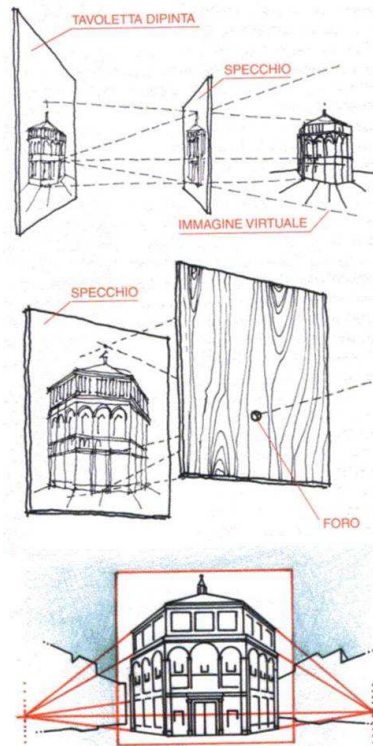 TAVOLETTA DIPINTA
SPECCHIO
IMMAGINE VIRTUALE
SPECCHIO
FORO